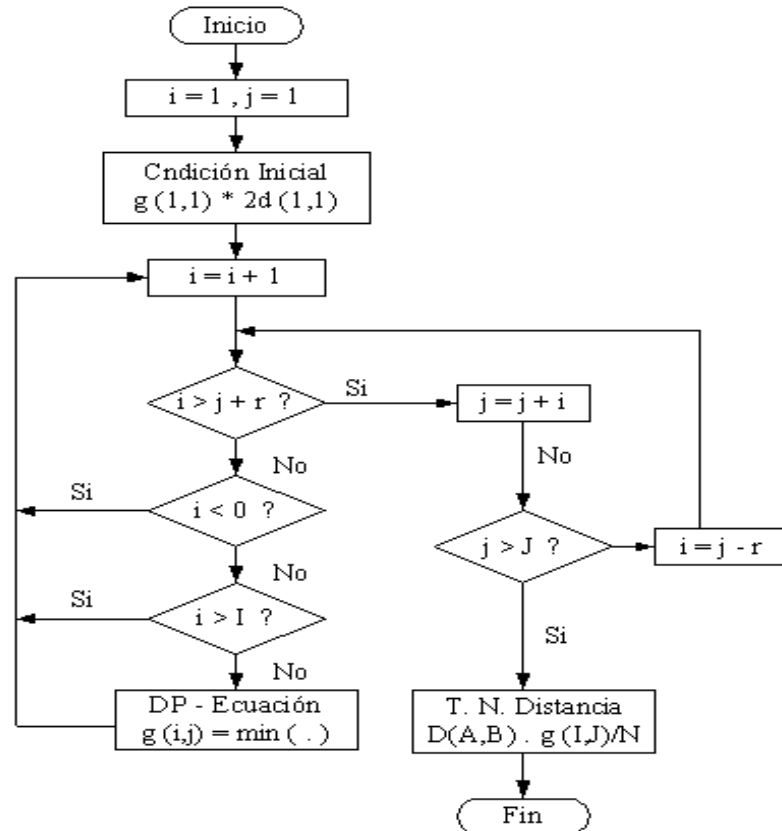 Inicio
i = 1 , j = 1
Cndición Inicial
g (1,1) * 2d (1,1)
i = i + 1
i > j + r ?
Si
j = j + i
No
No
Si
i < 0 ?
j > J ?
i = j - r
No
Si
i > I ?
Si
No
DP - Ecuación
g (i,j) = min ( . )
T. N. Distancia
D(A,B) . g (I,J)/N
Fin